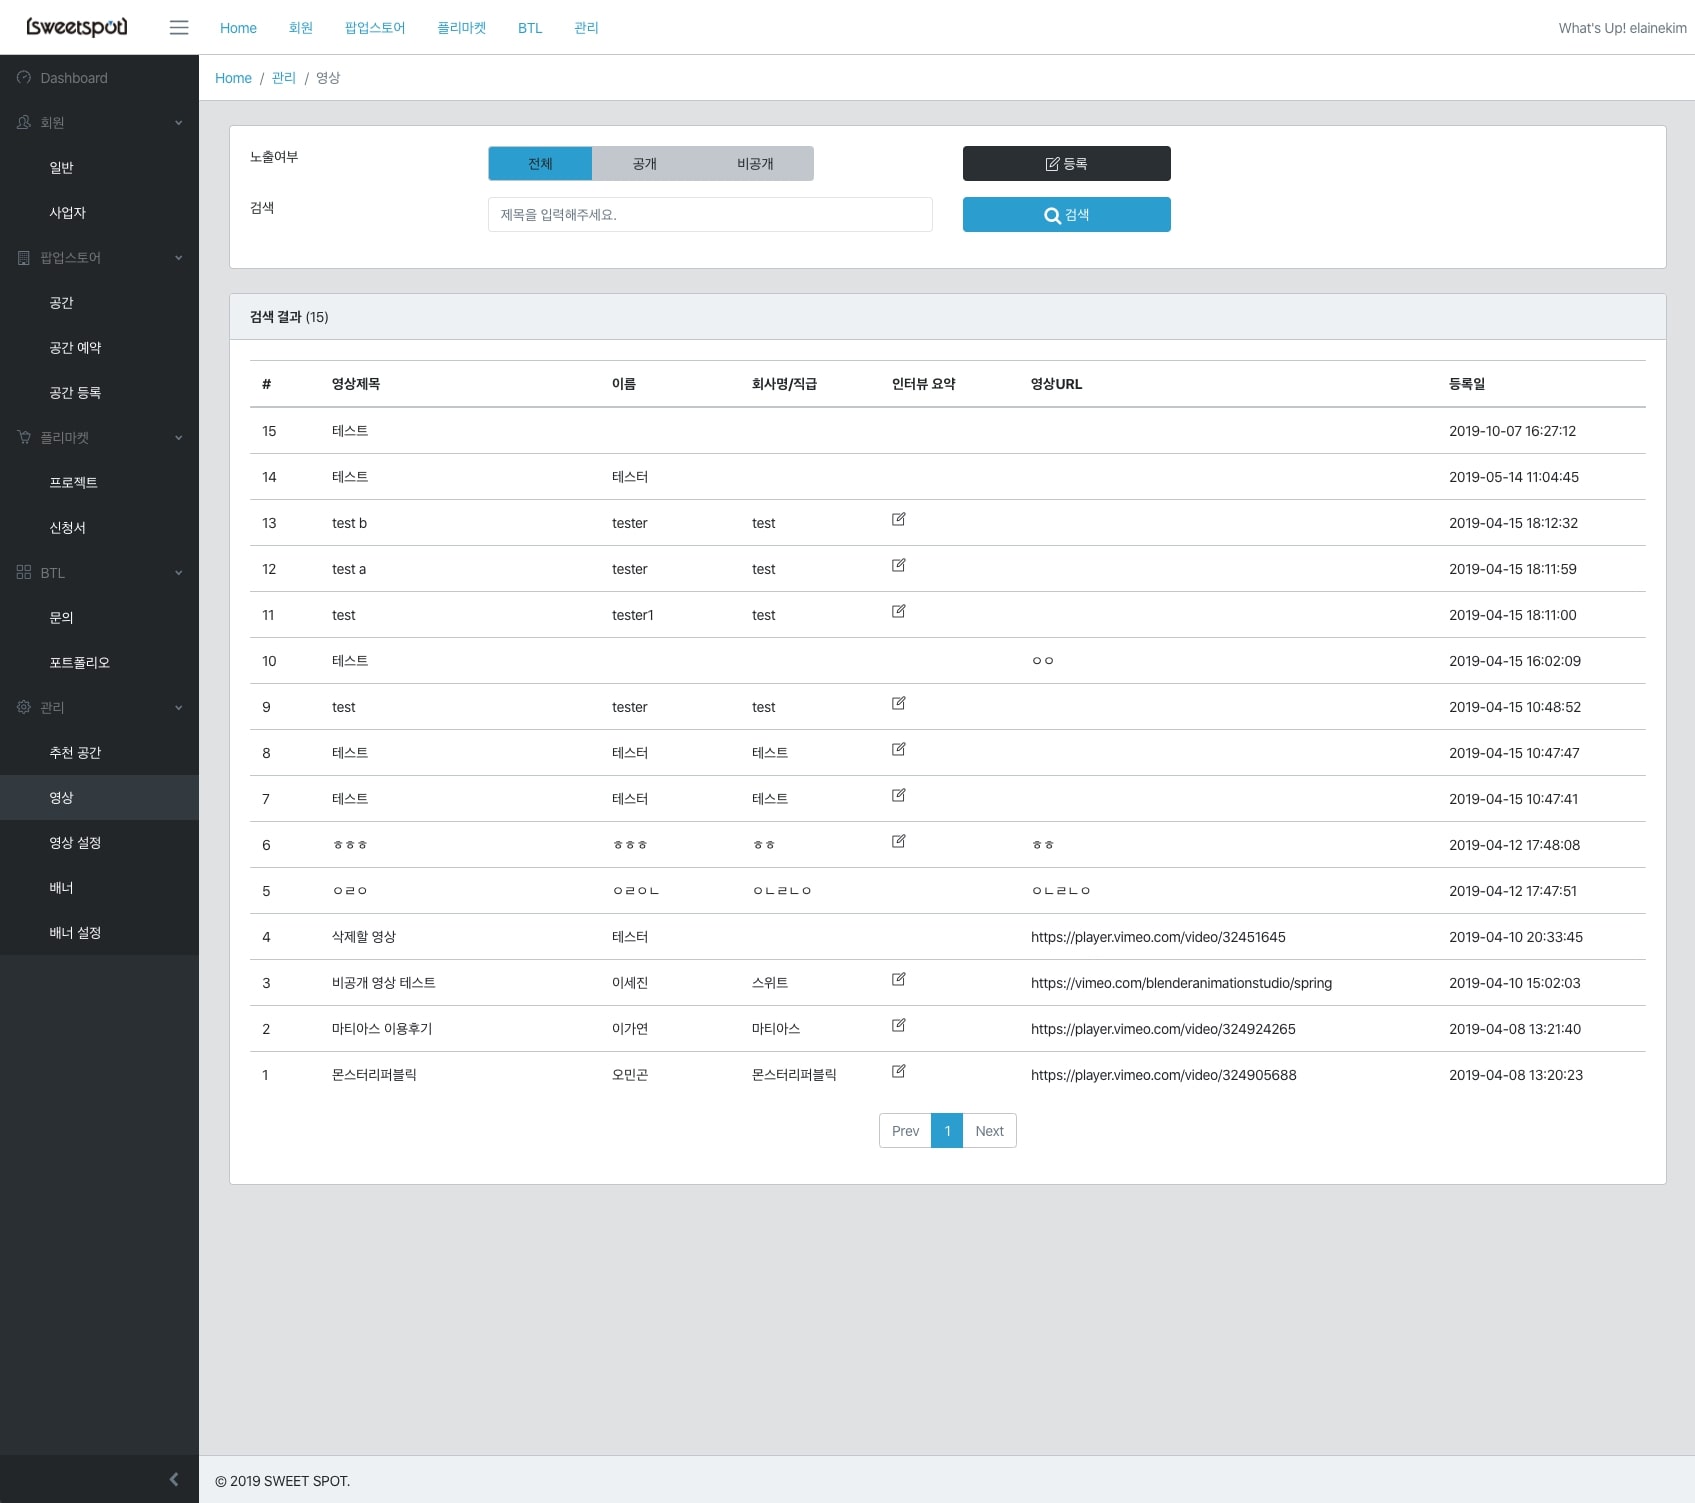 [sweetspot]
Home 회원 팝업스토어 플리마켓 BTL 관리
What's Up! elainekim
Dashboard
회원
일반
사업자
팝업스토어
공간
공간 예약
공간 등록
플리마켓
프로젝트
신청서
BTL
문의
포트폴리오
관리
추천 공간
영상
영상 설정
배너
배너 설정
Home / 관리 / 영상
노출여부 전체 공개 비공개 등록
검색 제목을 입력해주세요. 검색
검색 결과 (15)
# 영상제목 이름 회사명/직급 인터뷰 요약 영상URL 등록일
15 테스트 2019-10-07 16:27:12
14 테스트 테스터 2019-05-14 11:04:45
13 test b tester test 2019-04-15 18:12:32
12 test a tester test 2019-04-15 18:11:59
11 test tester1 test 2019-04-15 18:11:00
10 테스트 ㅇㅇ 2019-04-15 16:02:09
9 test tester test 2019-04-15 10:48:52
8 테스트 테스터 테스트 2019-04-15 10:47:47
7 테스트 테스터 테스트 2019-04-15 10:47:41
6 ㅎㅎㅎ ㅎㅎㅎ ㅎㅎ ㅎㅎ 2019-04-12 17:48:08
5 ㅇㄹㅇ ㅇㄹㅇㄴ ㅇㄴㄹㄴㅇ ㅇㄴㄹㄴㅇ 2019-04-12 17:47:51
4 삭제할 영상 테스터 https://player.vimeo.com/video/32451645 2019-04-10 20:33:45
3 비공개 영상 테스트 이세진 스위트 https://vimeo.com/blenderanimationstudio/spring 2019-04-10 15:02:03
2 마티아스 이용후기 이가연 마티아스 https://player.vimeo.com/video/324924265 2019-04-08 13:21:40
1 몬스터리퍼블릭 오민곤 몬스터리퍼블릭 https://player.vimeo.com/video/324905688 2019-04-08 13:20:23
Prev 1 Next
© 2019 SWEET SPOT.